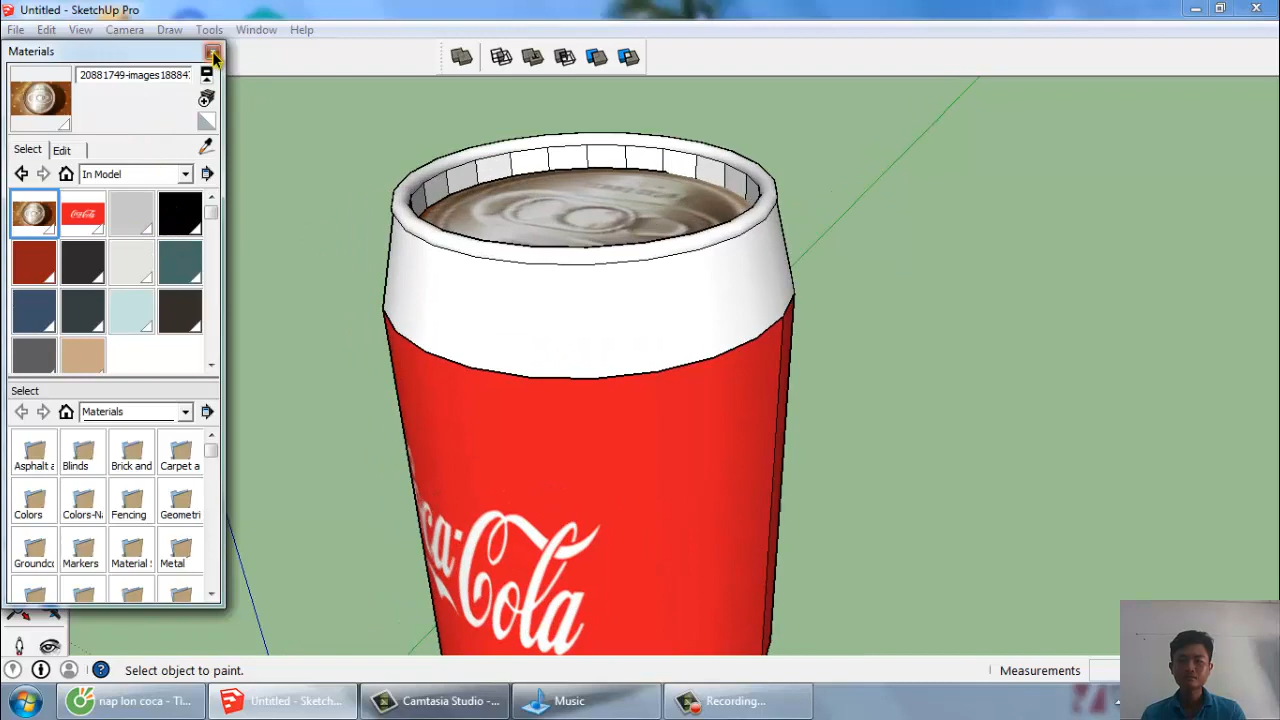 Untitled - SketchUp Pro
File Edit View Camera Draw Tools Window Help
Materials
20881749-images18884
Select Edit
In Model
Coca-Cola
Select
Materials
Asphalt a Blinds Brick and Carpet a
Colors Colors-N Fencing Geometri
Groundc Markers Material Metal
ca-Cola
Select object to paint.
Measurements
nap lon coca - Ti...
Untitled - Sketch...
Camtasia Studio -...
Music
Recording...